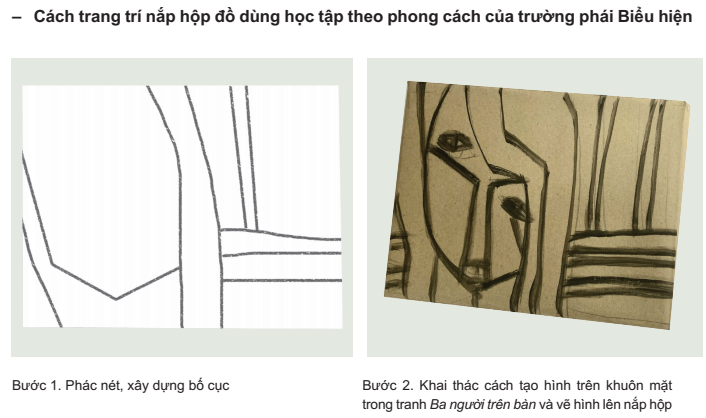 – Cách trang trí nắp hộp đồ dùng học tập theo phong cách của trường phái Biểu hiện
Bước 1. Phác nét, xây dựng bố cục
Bước 2. Khai thác cách tạo hình trên khuôn mặt
trong tranh Ba người trên bàn và vẽ hình lên nắp hộp